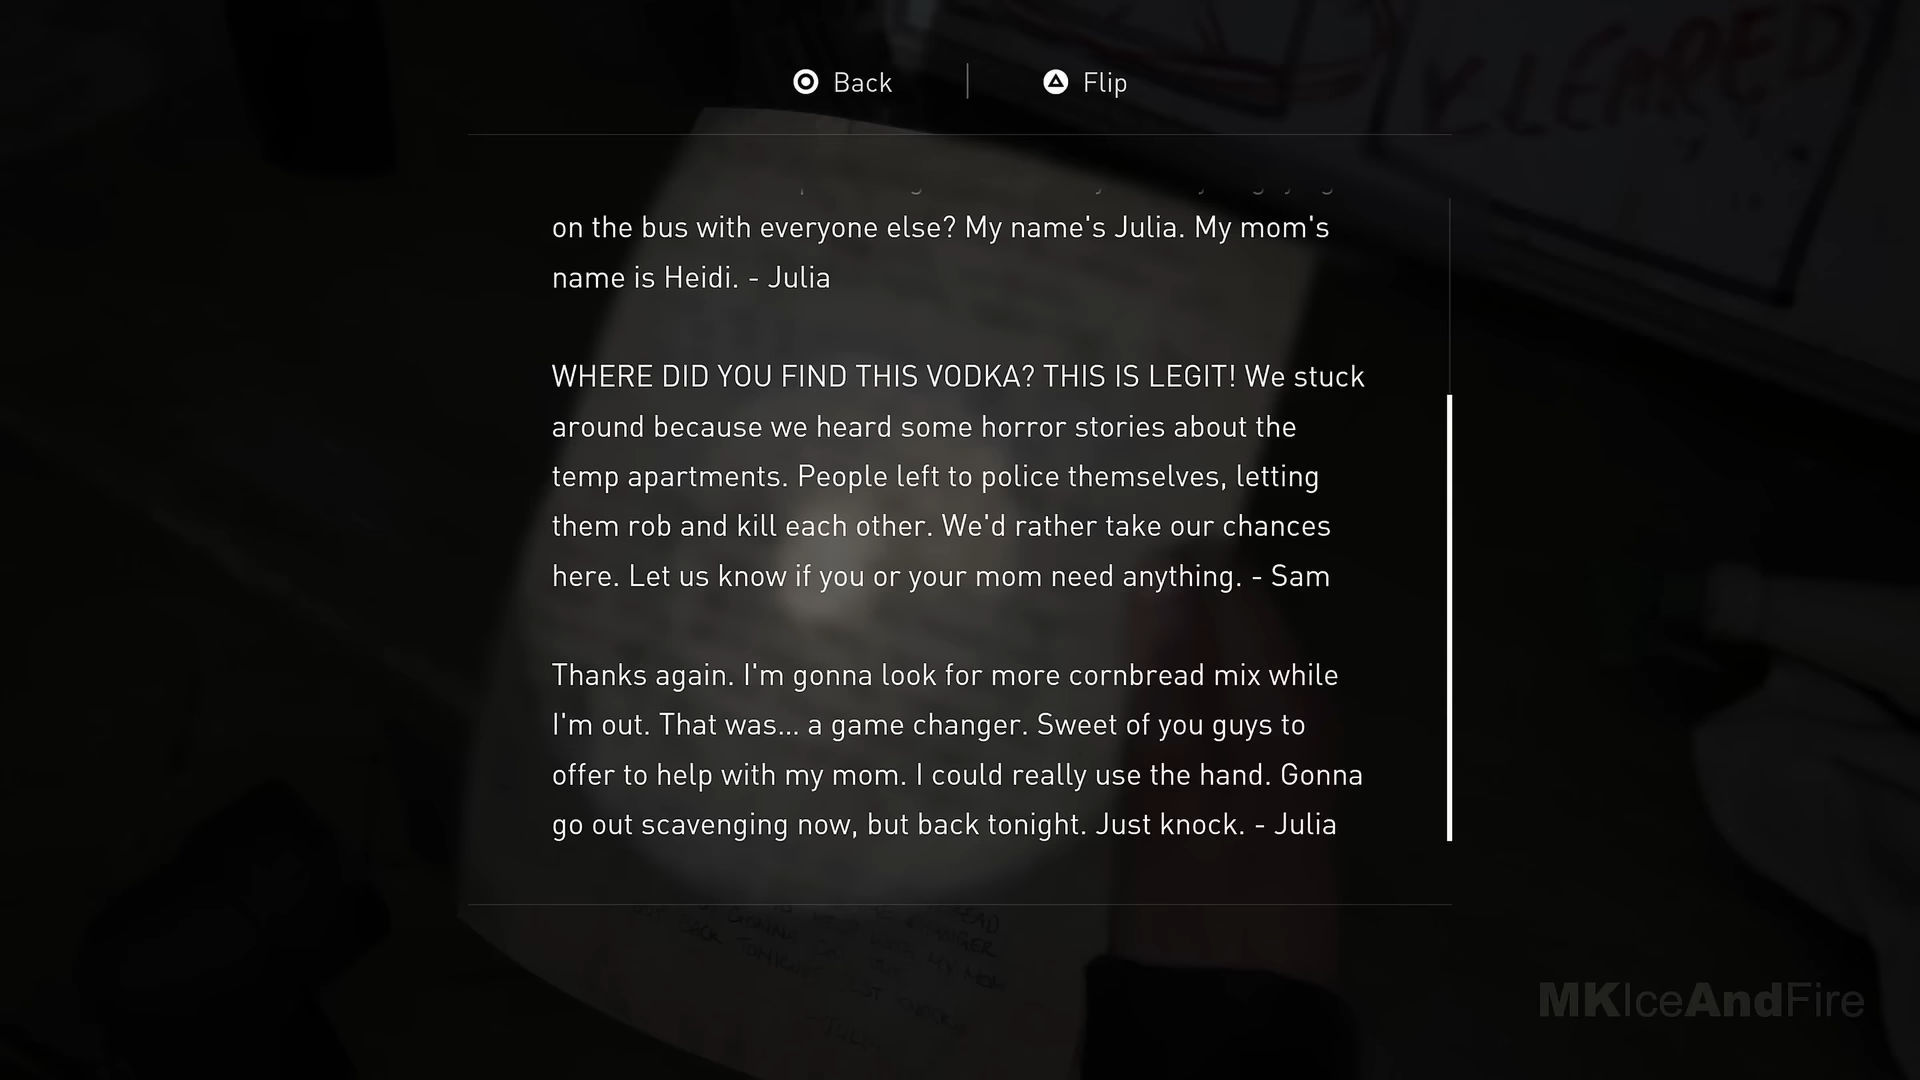 Back
Flip
CLEARED
on the bus with everyone else? My name's Julia. My mom's
name is Heidi. - Julia
WHERE DID YOU FIND THIS VODKA? THIS IS LEGIT! We stuck
around because we heard some horror stories about the
temp apartments. People left to police themselves, letting
them rob and kill each other. We'd rather take our chances
here. Let us know if you or your mom need anything. - Sam
Thanks again. I'm gonna look for more cornbread mix while
I'm out. That was... a game changer. Sweet of you guys to
offer to help with my mom. I could really use the hand. Gonna
go out scavenging now, but back tonight. Just knock. - Julia
MKIceAndFire